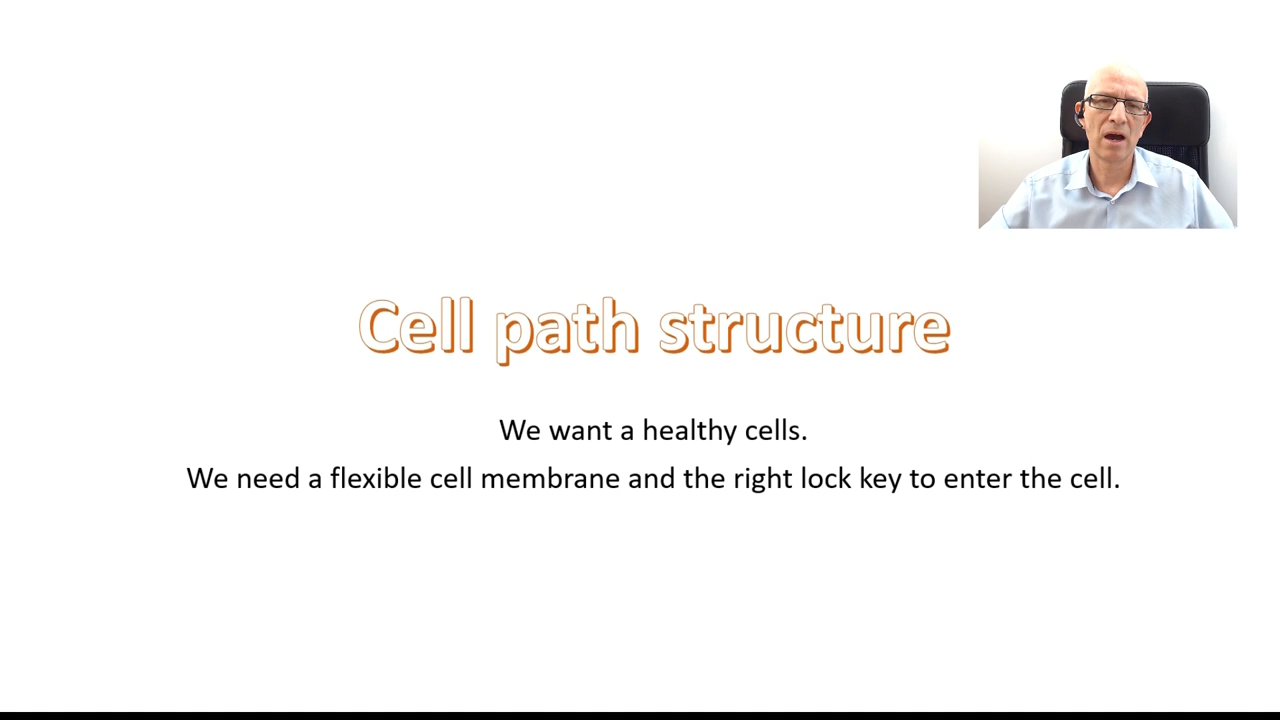 Cell path structure
We want a healthy cells.
We need a flexible cell membrane and the right lock key to enter the cell.